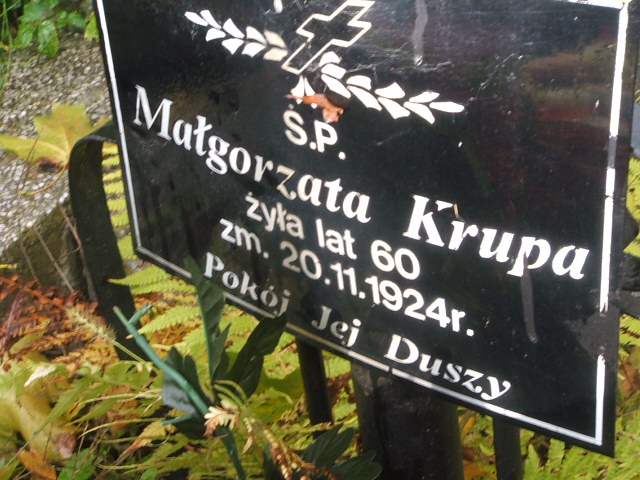 Ś.P.
Małgorzata Krupa
żyła lat 60
zm. 20.11.1924r.
Pokój Jej Duszy